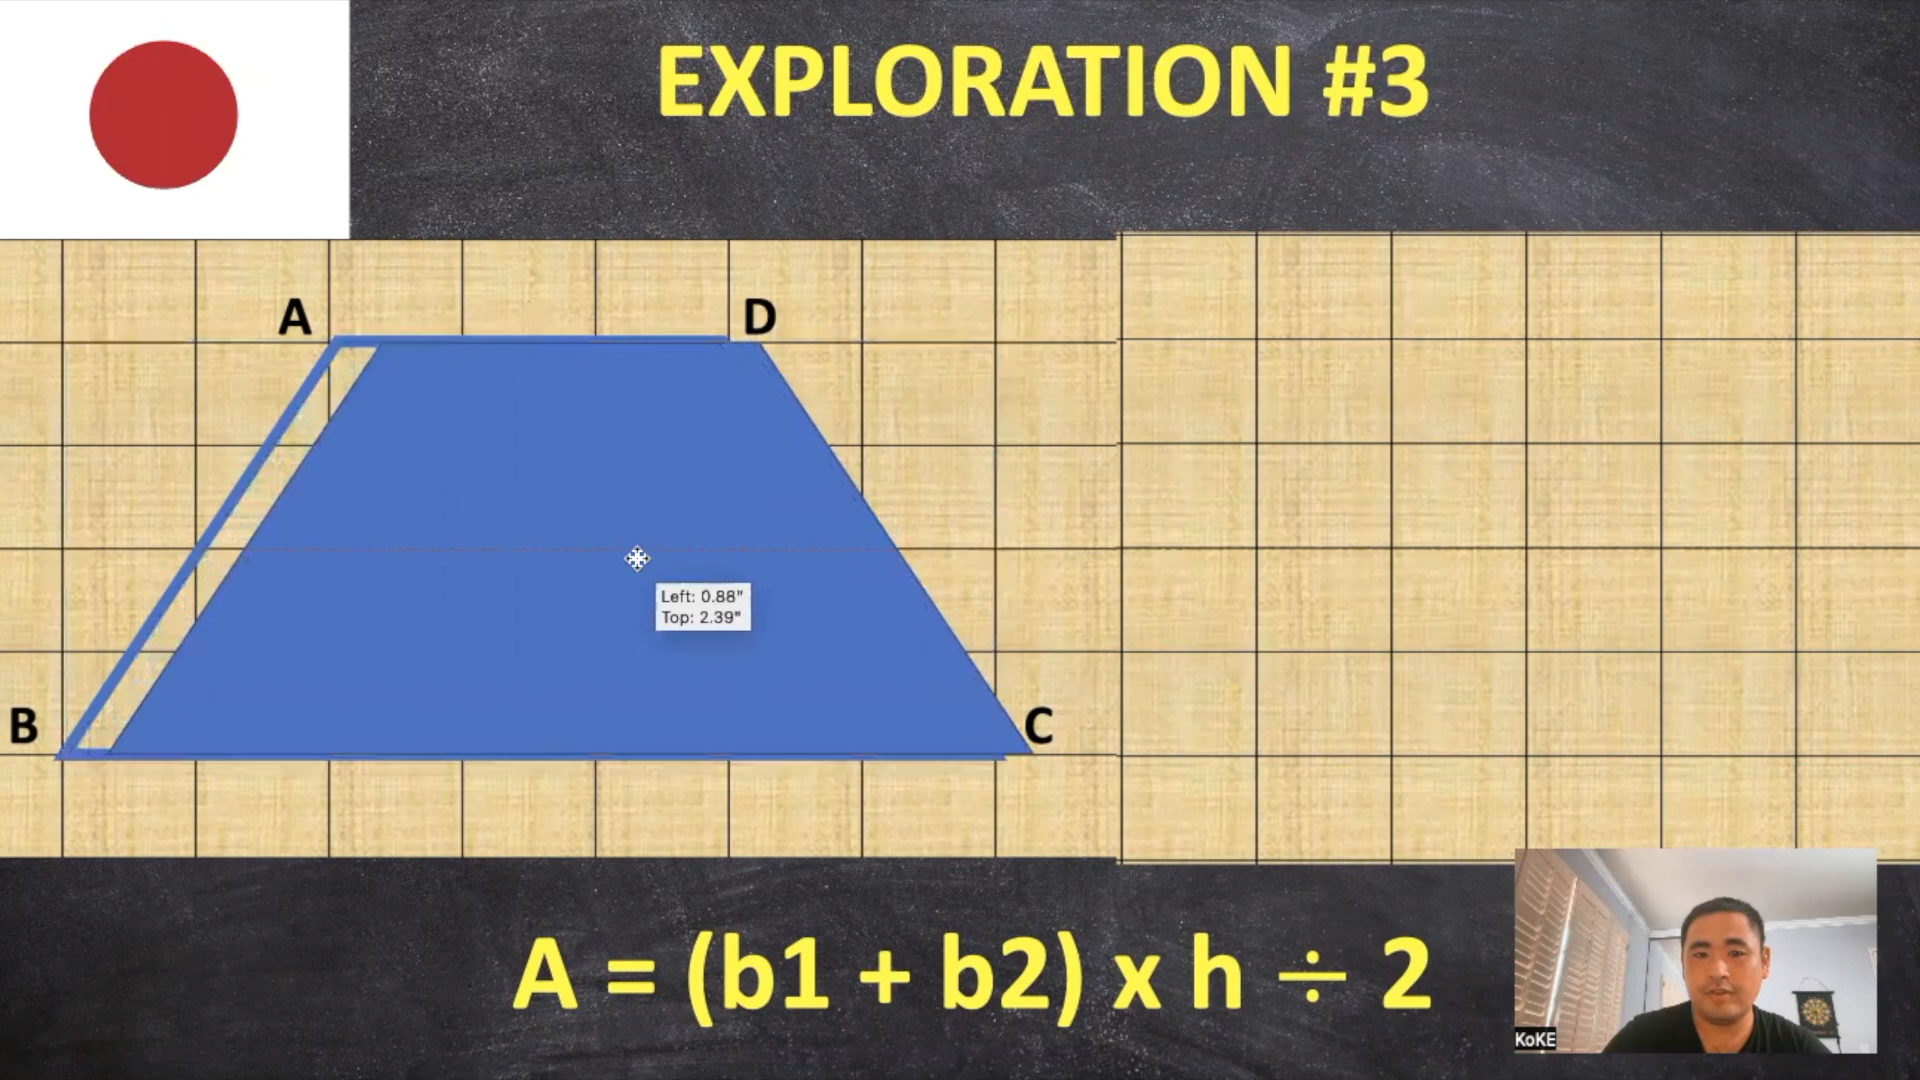 EXPLORATION #3
A
D
Left: 0.88"
Top: 2.39"
B
C
A = (b1 + b2) x h ÷ 2
KoKE